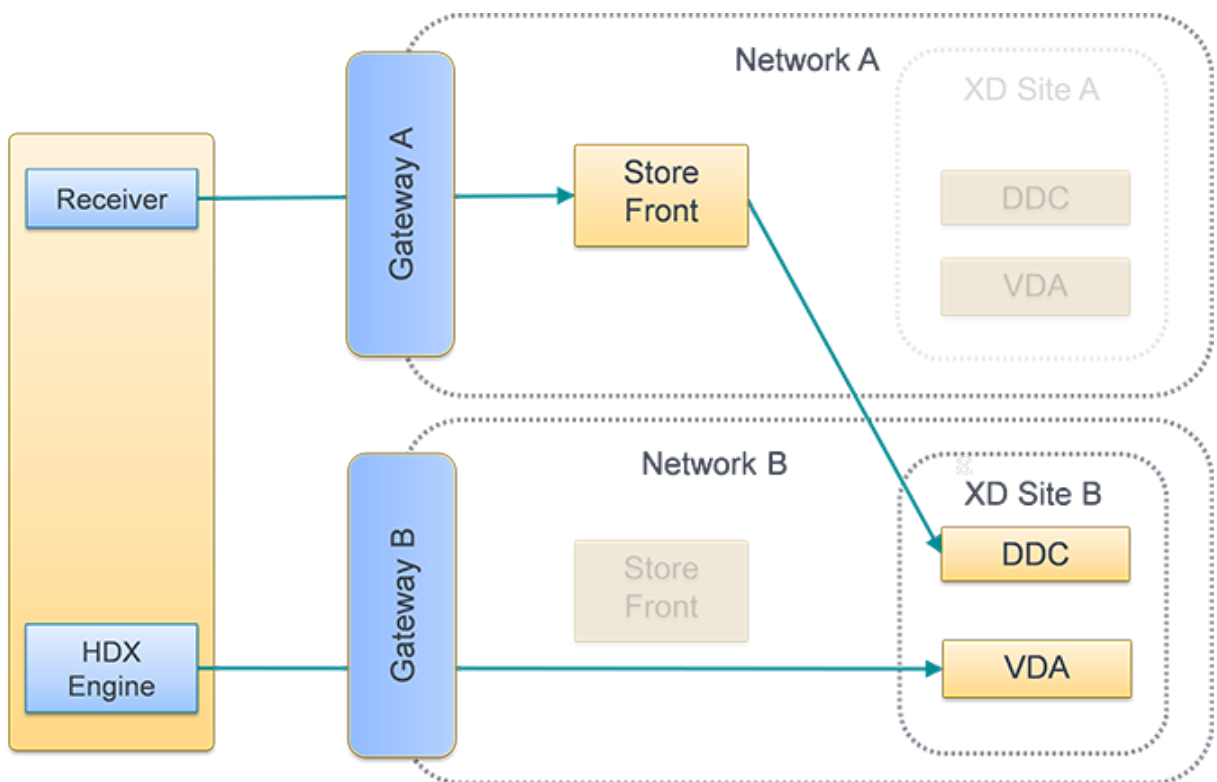 Network A
XD Site A
Gateway A
Receiver
Store
Front
DDC
VDA
Network B
XD Site B
Gateway B
Store
Front
DDC
HDX
Engine
VDA